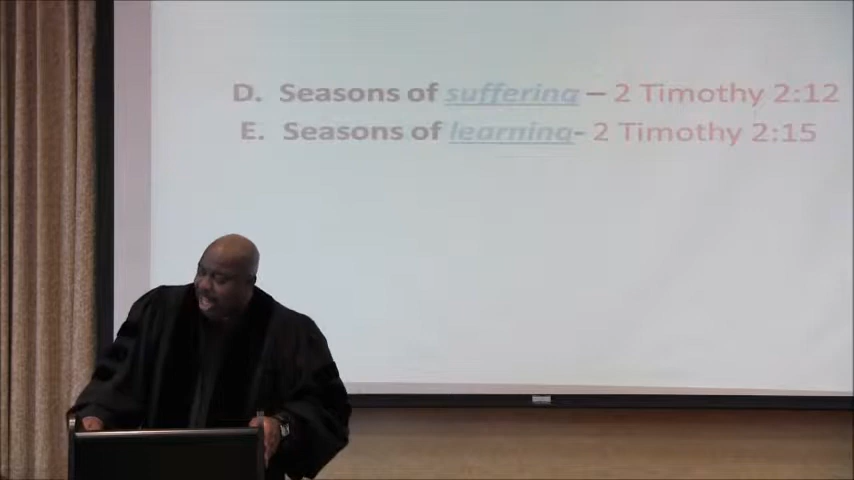 D. Seasons of suffering – 2 Timothy 2:12
E. Seasons of learning- 2 Timothy 2:15